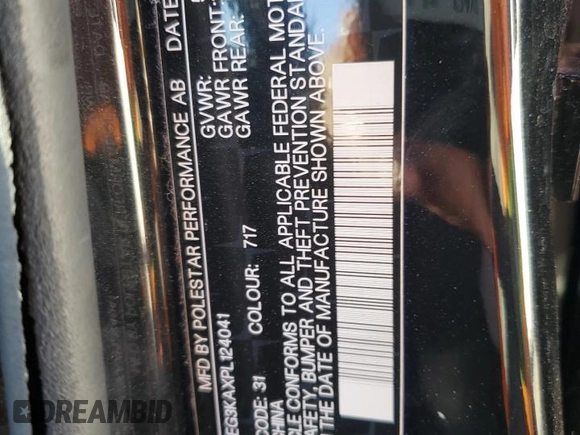 MFD BY POLESTAR PERFORMANCE AB DATE
GVWR:
GAWR FRONT:
GAWR REAR:
CLE CONFORMS TO ALL APPLICABLE FEDERAL MOT
AFETY, BUMPER AND THEFT PREVENTION STANDA
THE DATE OF MANUFACTURE SHOWN ABOVE.
EG3KAXPL124041
CODE: 31 COLOUR: 717
CHINA
DREAMBID